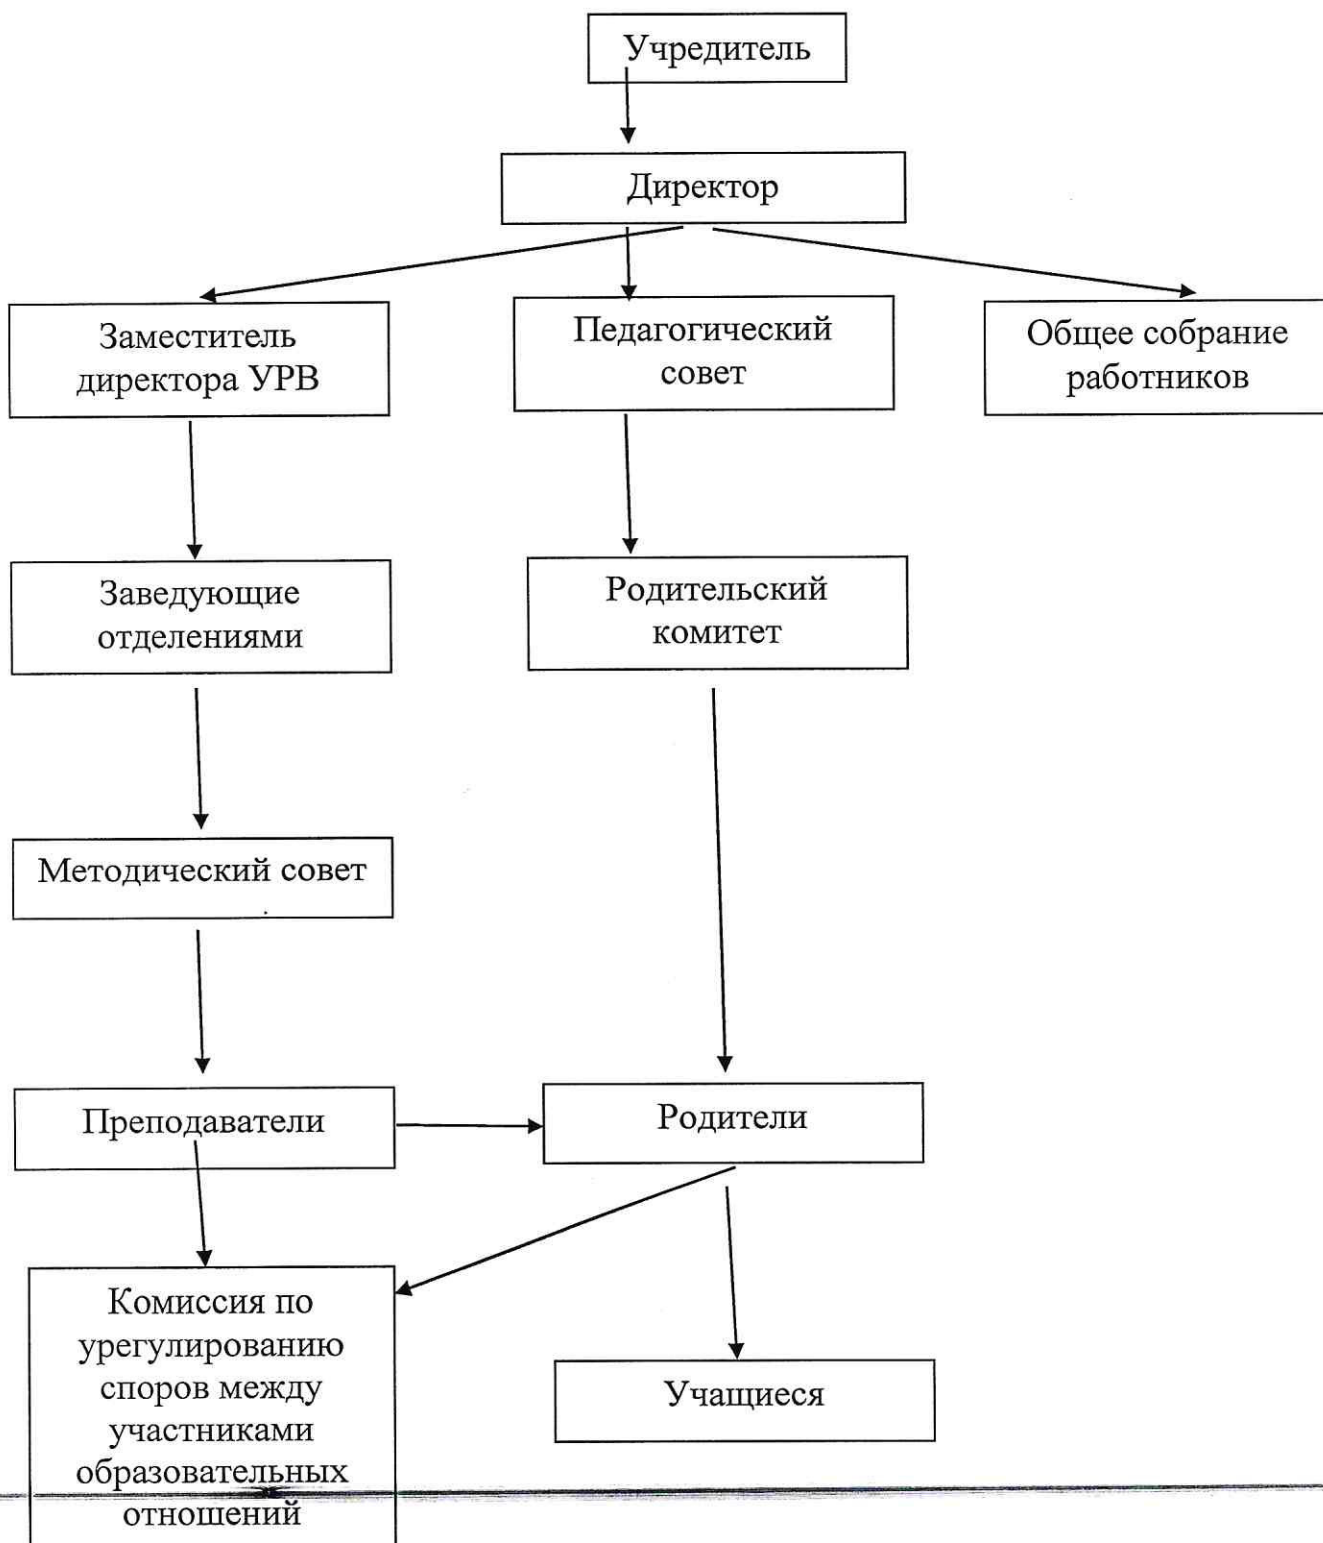 Учредитель
Директор
Заместитель
директора УРВ
Педагогический
совет
Общее собрание
работников
Заведующие
отделениями
Родительский
комитет
Методический совет
Преподаватели
Родители
Комиссия по
урегулированию
споров между
участниками
образовательных
отношений
Учащиеся